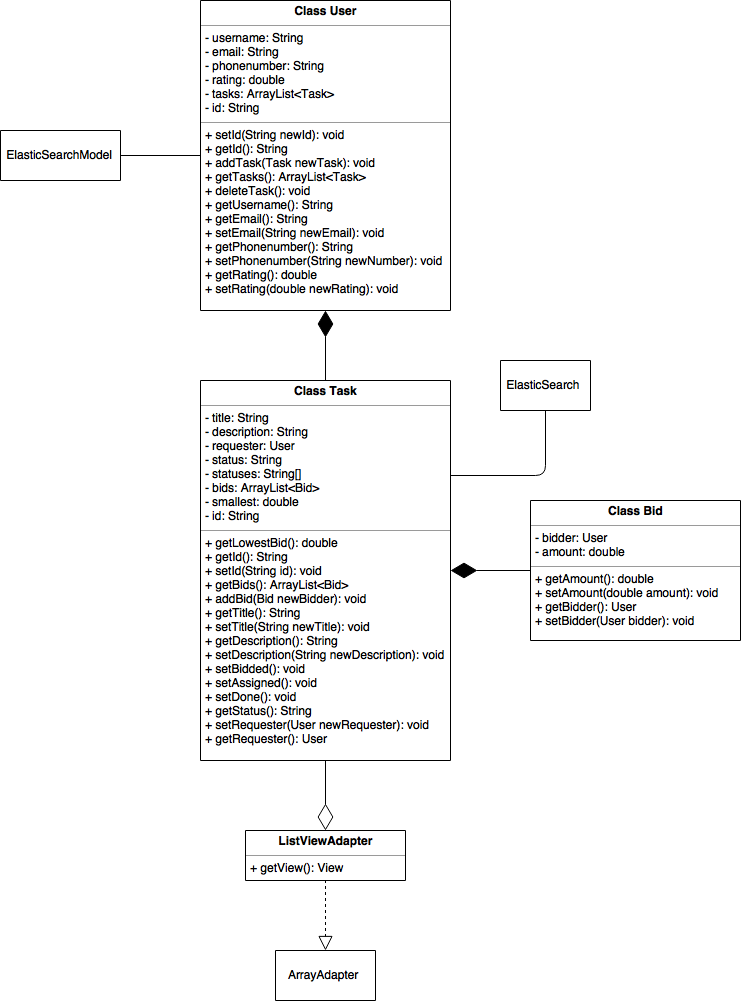 Class User
- username: String
- email: String
- phonenumber: String
- rating: double
- tasks: ArrayList<Task>
- id: String
+ setId(String newId): void
+ getId(): String
+ addTask(Task newTask): void
+ getTasks(): ArrayList<Task>
+ deleteTask(): void
+ getUsername(): String
+ getEmail(): String
+ setEmail(String newEmail): void
+ getPhonenumber(): String
+ setPhonenumber(String newNumber): void
+ getRating(): double
+ setRating(double newRating): void
ElasticSearchModel
Class Task
- title: String
- description: String
- requester: User
- status: String
- statuses: String[]
- bids: ArrayList<Bid>
- smallest: double
- id: String
+ getLowestBid(): double
+ getId(): String
+ setId(String id): void
+ getBids(): ArrayList<Bid>
+ addBid(Bid newBidder): void
+ getTitle(): String
+ setTitle(String newTitle): void
+ getDescription(): String
+ setDescription(String newDescription): void
+ setBidded(): void
+ setAssigned(): void
+ setDone(): void
+ getStatus(): String
+ setRequester(User newRequester): void
+ getRequester(): User
ElasticSearch
Class Bid
- bidder: User
- amount: double
+ getAmount(): double
+ setAmount(double amount): void
+ getBidder(): User
+ setBidder(User bidder): void
ListViewAdapter
+ getView(): View
ArrayAdapter